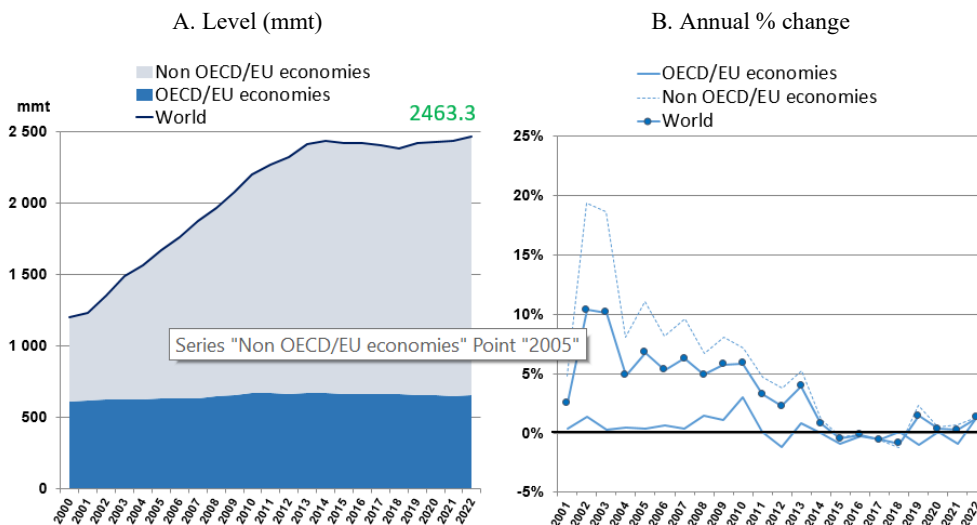 A. Level (mmt)
Non OECD/EU economies
OECD/EU economies
World
mmt
2463.3
2 500
2 000
1 500
1 000
500
0
Series "Non OECD/EU economies" Point "2005"
2000 2001 2002 2003 2004 2005 2006 2007 2008 2009 2010 2011 2012 2013 2014 2015 2016 2017 2018 2019 2020 2021 2022
B. Annual % change
OECD/EU economies
Non OECD/EU economies
World
25%
20%
15%
10%
5%
0%
-5%
2001 2002 2003 2004 2005 2006 2007 2008 2009 2010 2011 2012 2013 2014 2015 2016 2017 2018 2019 2020 2021 2022